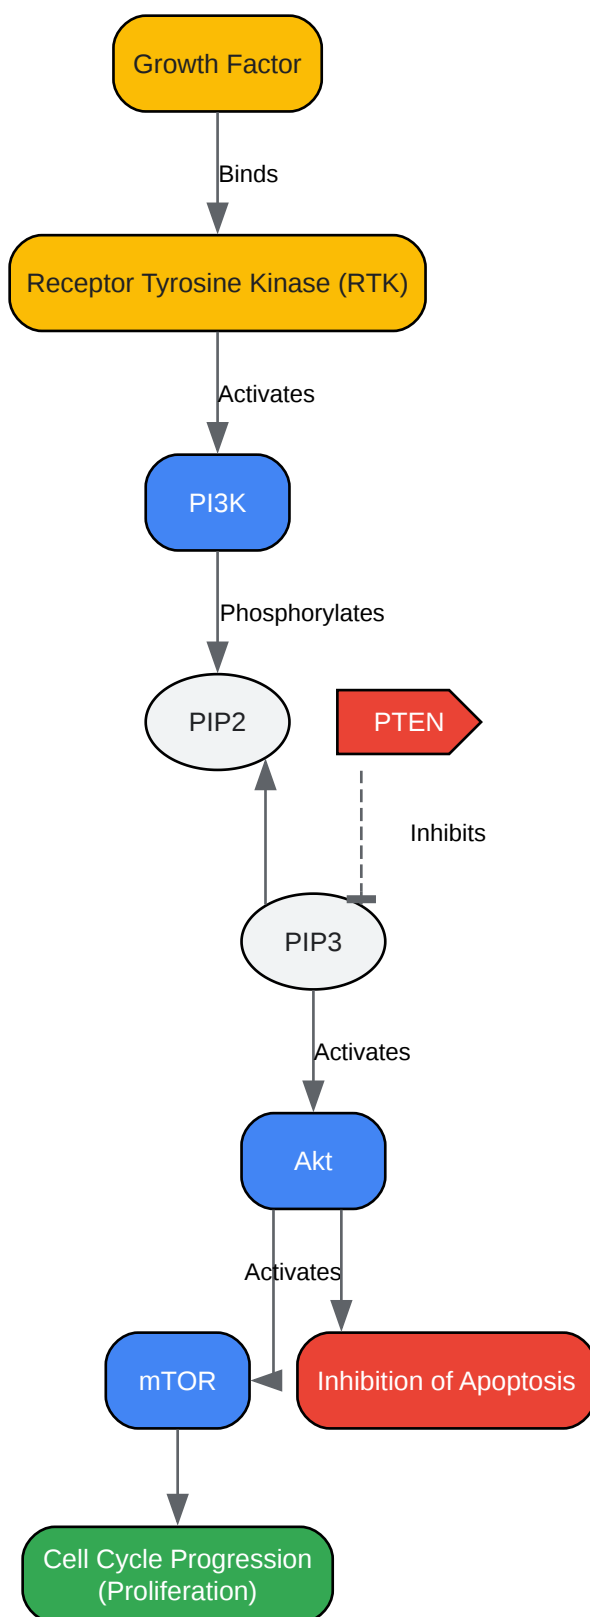 Growth Factor
Binds
Receptor Tyrosine Kinase (RTK)
Activates
PI3K
Phosphorylates
PIP2
PTEN
Inhibits
PIP3
Activates
Akt
Activates
mTOR
Inhibition of Apoptosis
Cell Cycle Progression
(Proliferation)